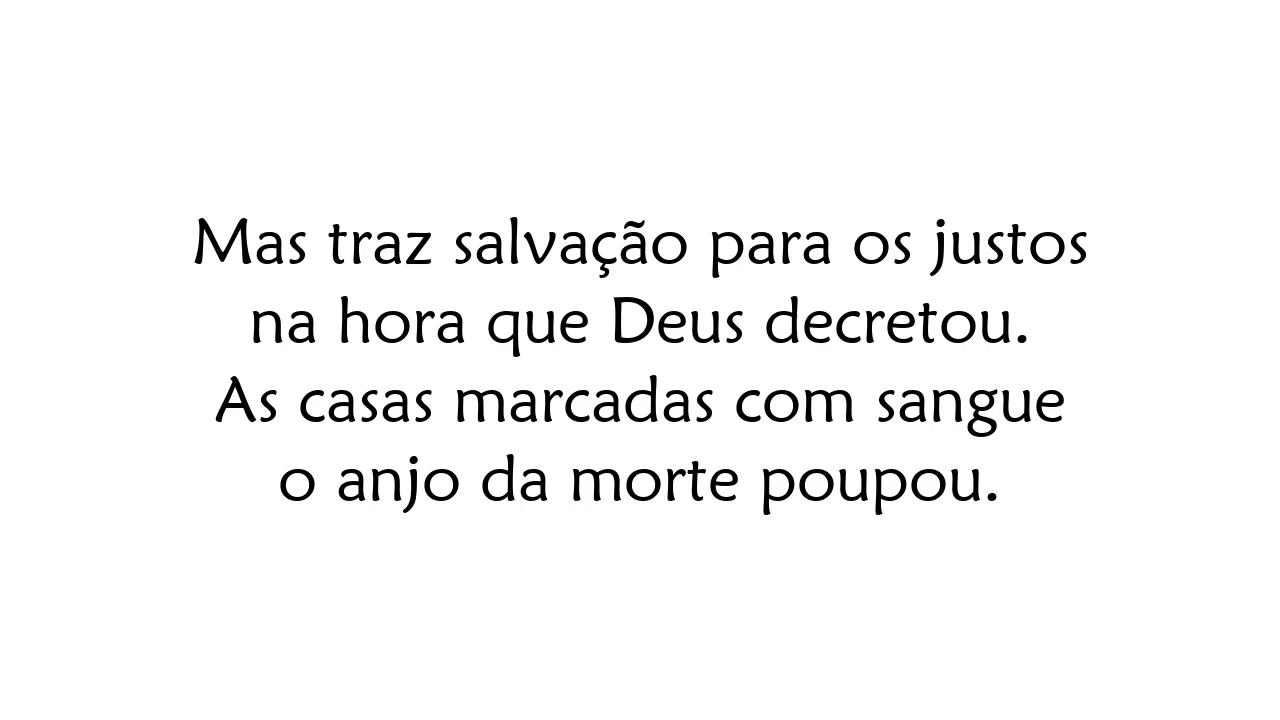 Mas traz salvação para os justos
na hora que Deus decretou.
As casas marcadas com sangue
o anjo da morte poupou.